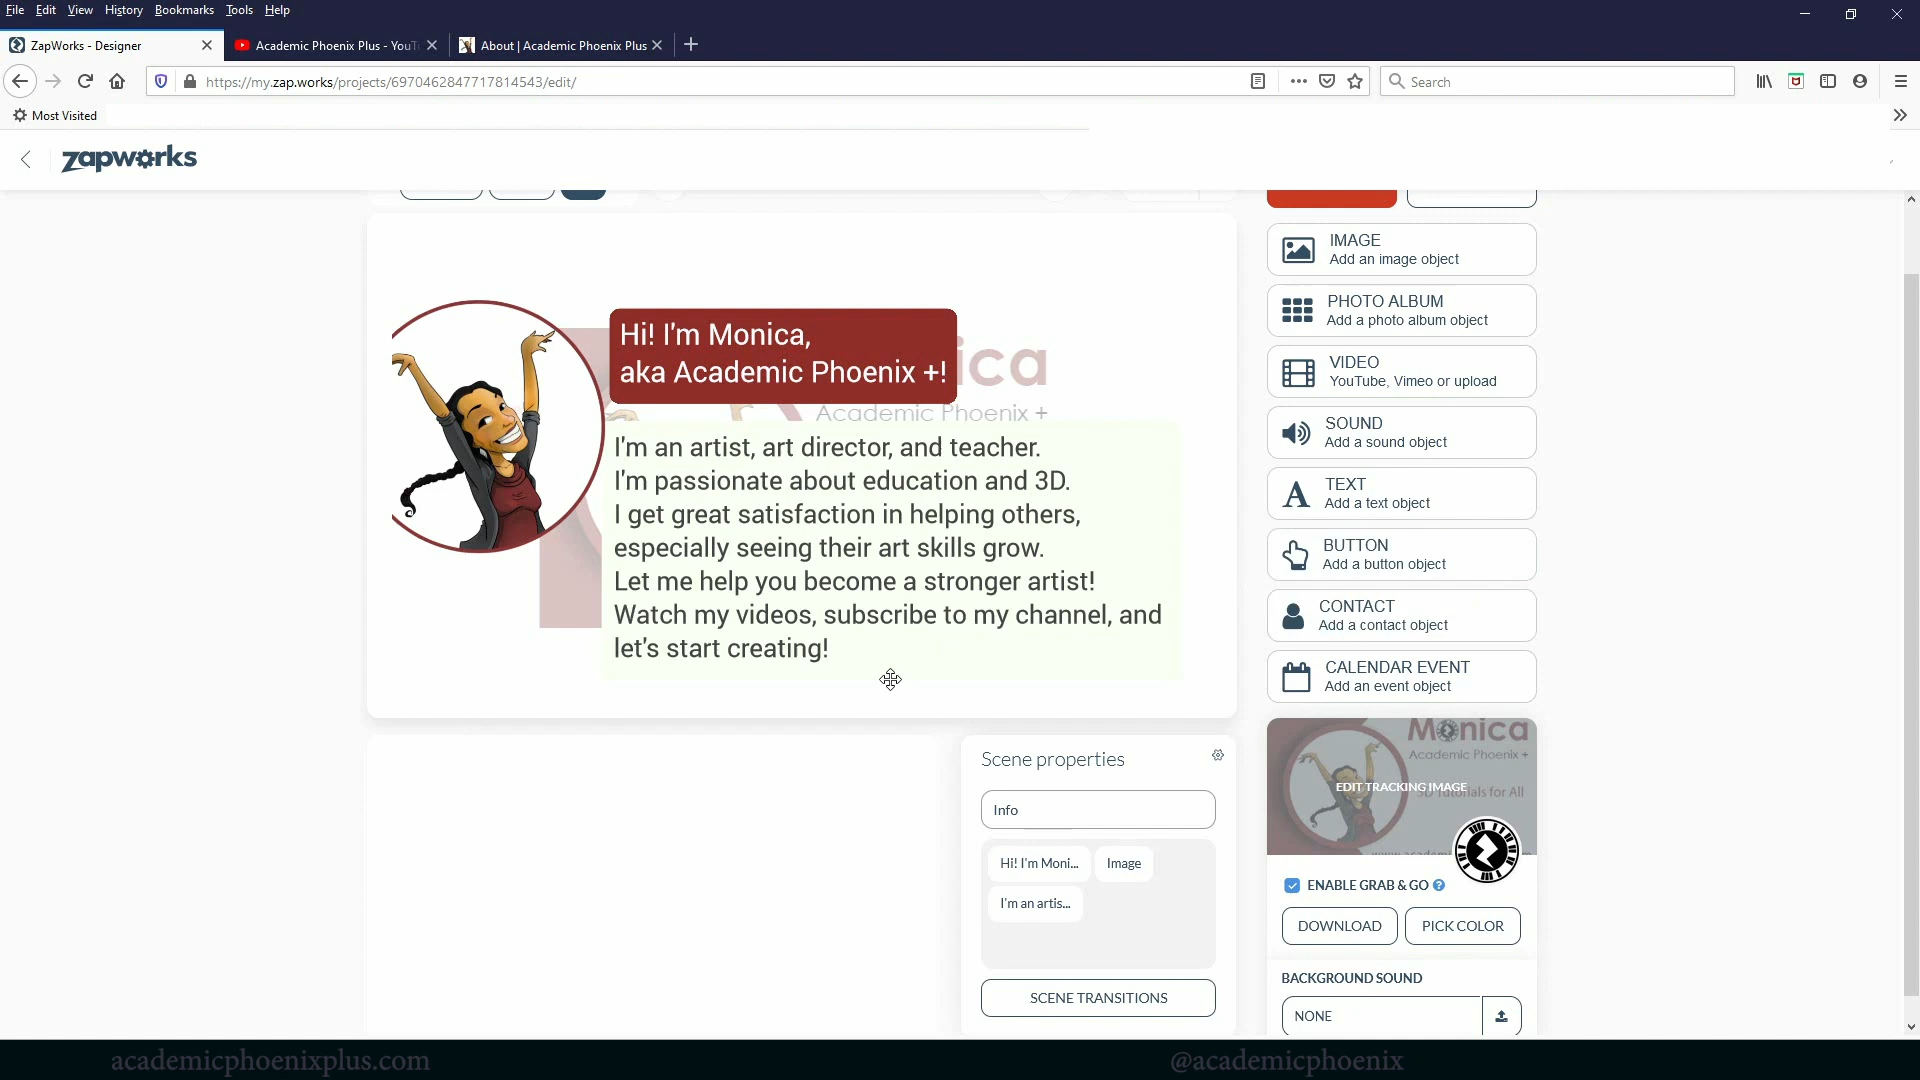 File Edit View History Bookmarks Tools Help
ZapWorks - Designer
Academic Phoenix Plus - YouT
About | Academic Phoenix Plus
https://my.zap.works/projects/6970462847717814543/edit/
Search
Most Visited
zapworks
Hi! I'm Monica,
aka Academic Phoenix +!
ica
Academic Phoenix +
I'm an artist, art director, and teacher.
I'm passionate about education and 3D.
I get great satisfaction in helping others,
especially seeing their art skills grow.
Let me help you become a stronger artist!
Watch my videos, subscribe to my channel, and
let's start creating!
IMAGE
Add an image object
PHOTO ALBUM
Add a photo album object
VIDEO
YouTube, Vimeo or upload
SOUND
Add a sound object
TEXT
Add a text object
BUTTON
Add a button object
CONTACT
Add a contact object
CALENDAR EVENT
Add an event object
Scene properties
Info
Hi! I'm Moni...
Image
I'm an artis...
SCENE TRANSITIONS
Monica
Academic Phoenix +
EDIT TRACKING IMAGE
3D Tutorials for All
ENABLE GRAB & GO
DOWNLOAD
PICK COLOR
BACKGROUND SOUND
NONE
academicphoenixplus.com
@academicphoenix